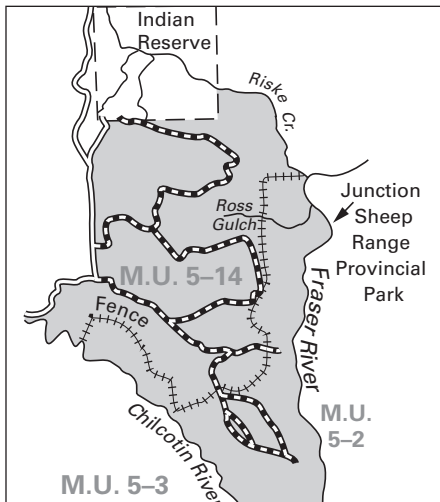 Indian
Reserve
Riske Cr.
Ross
Gulch
Junction
Sheep
Range
Provincial
Park
M.U. 5–14
Fence
Fraser River
Chilcotin River
M.U.
5–2
M.U. 5–3